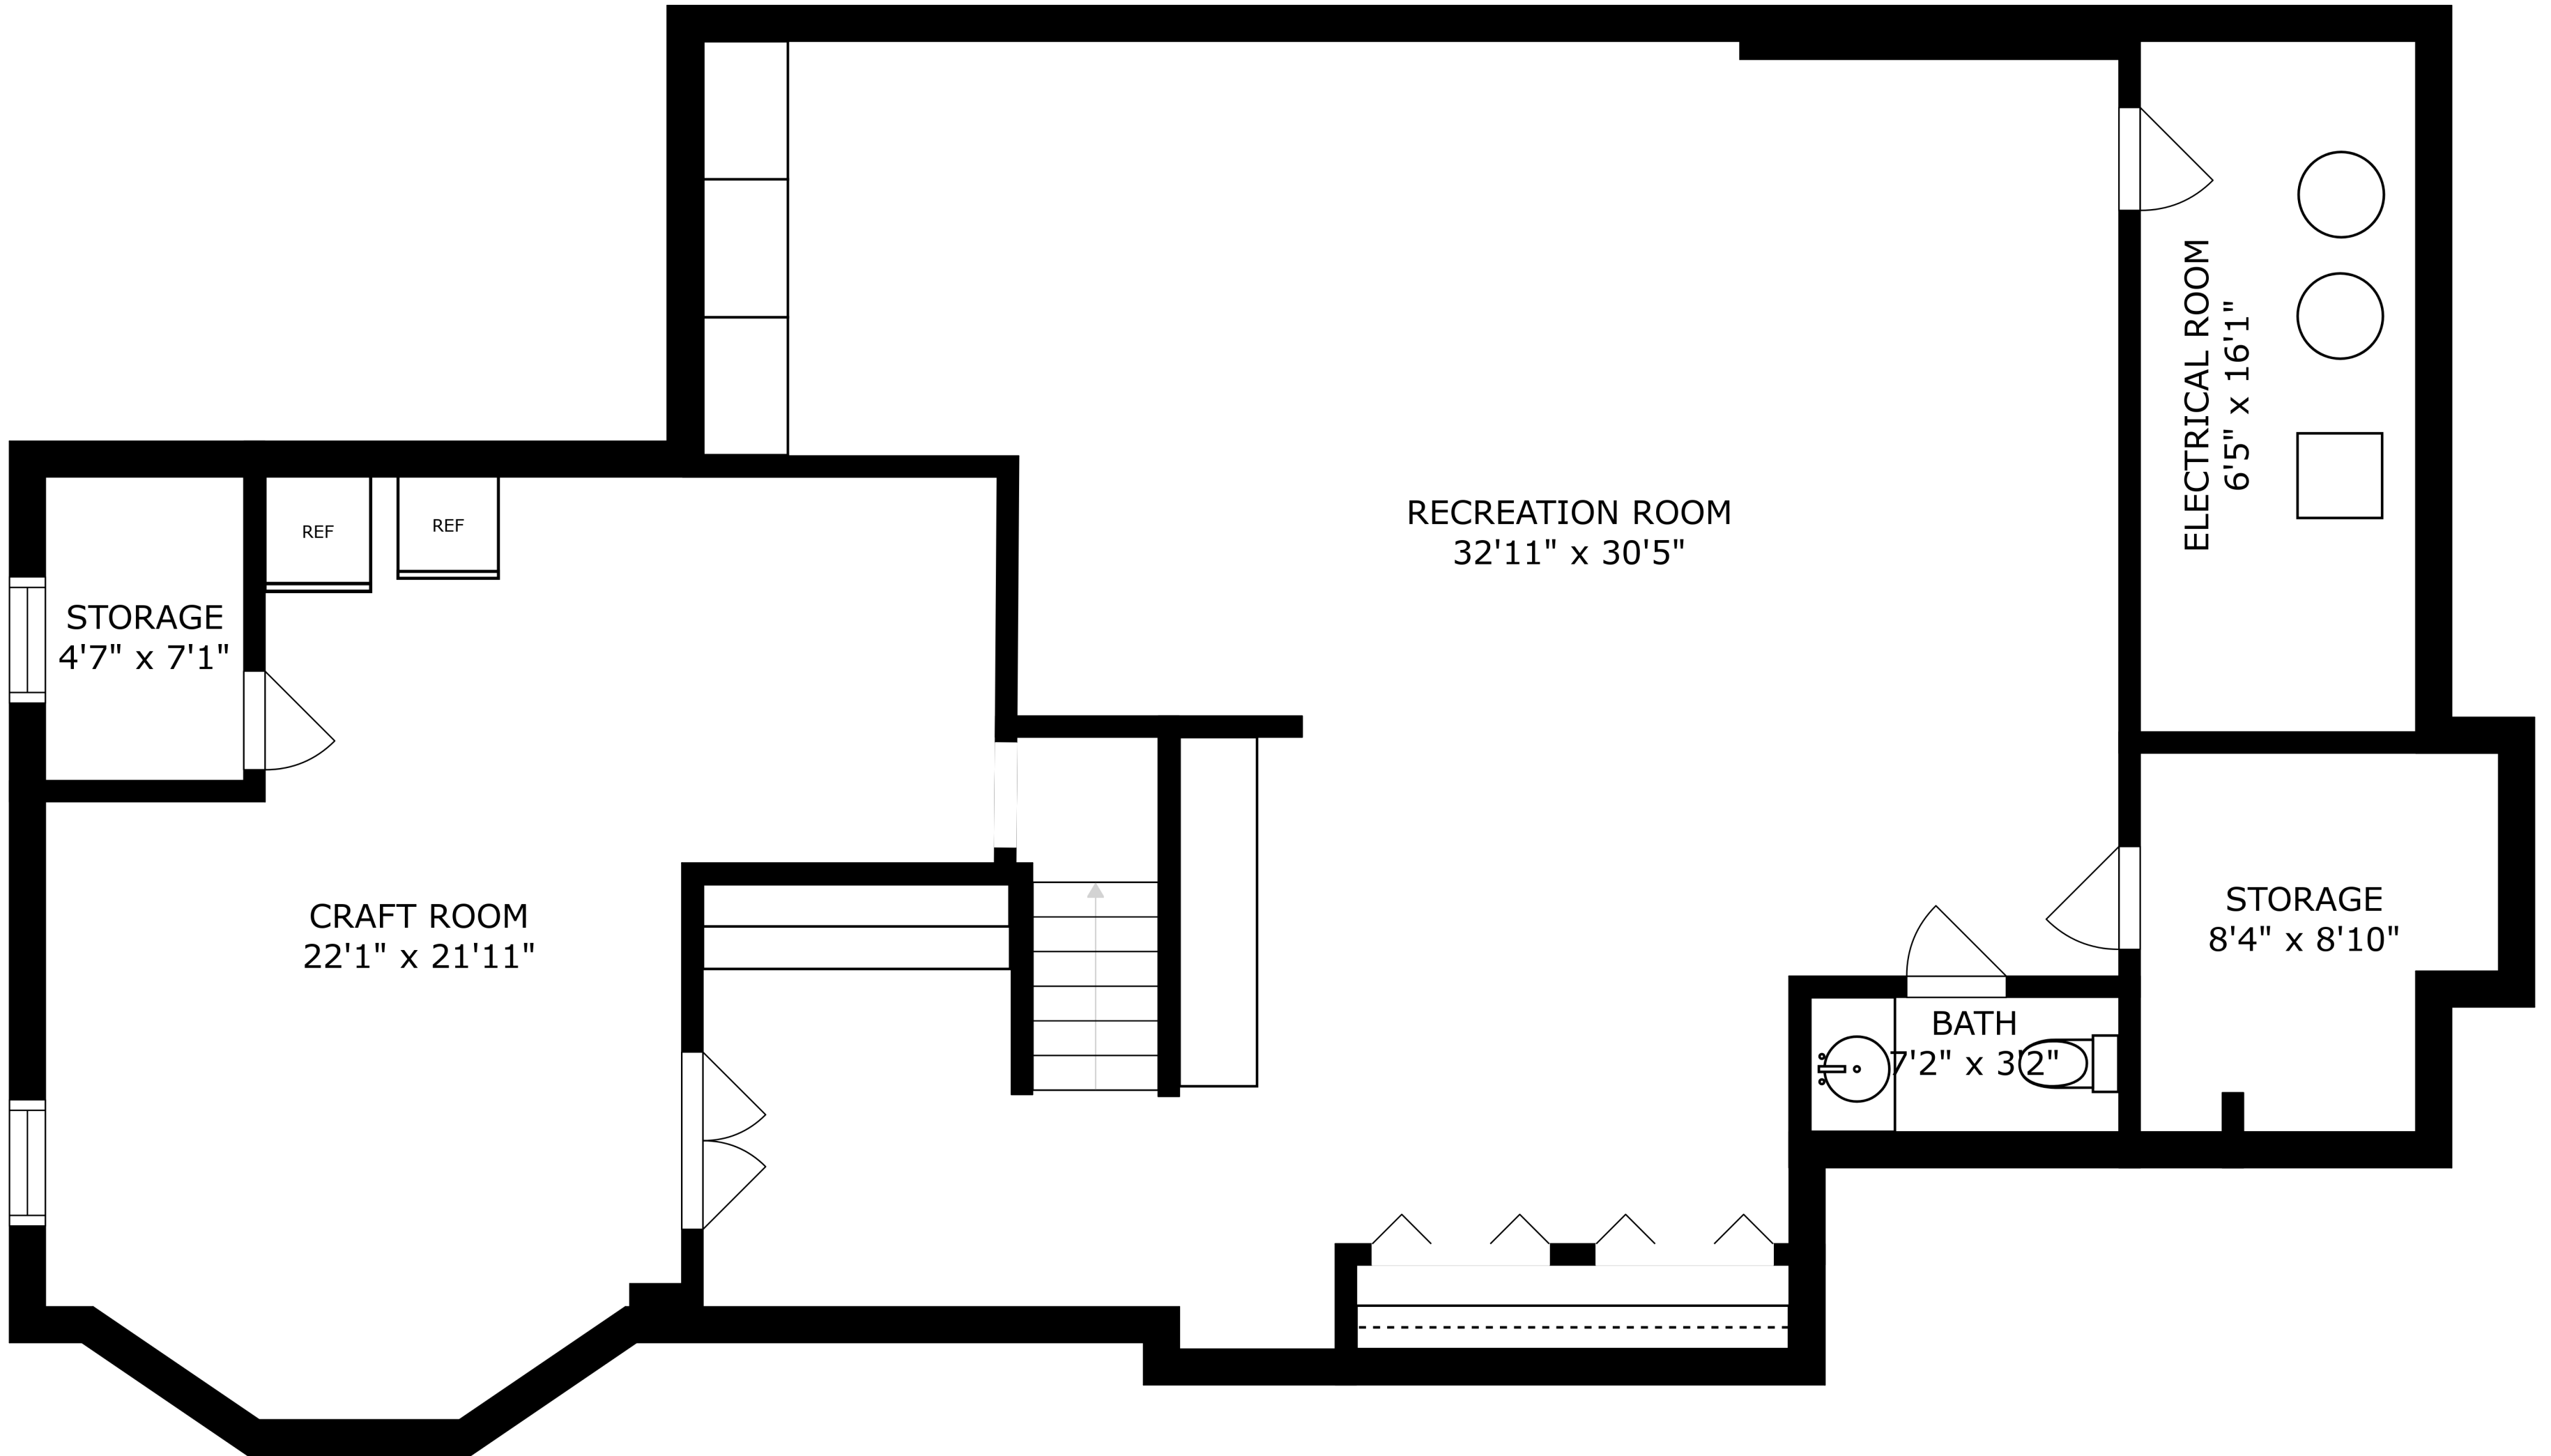 RECREATION ROOM
32'11" x 30'5"
ELECTRICAL ROOM
6'5" x 16'1"
REF
REF
STORAGE
4'7" x 7'1"
CRAFT ROOM
22'1" x 21'11"
STORAGE
8'4" x 8'10"
BATH
7'2" x 3'2"